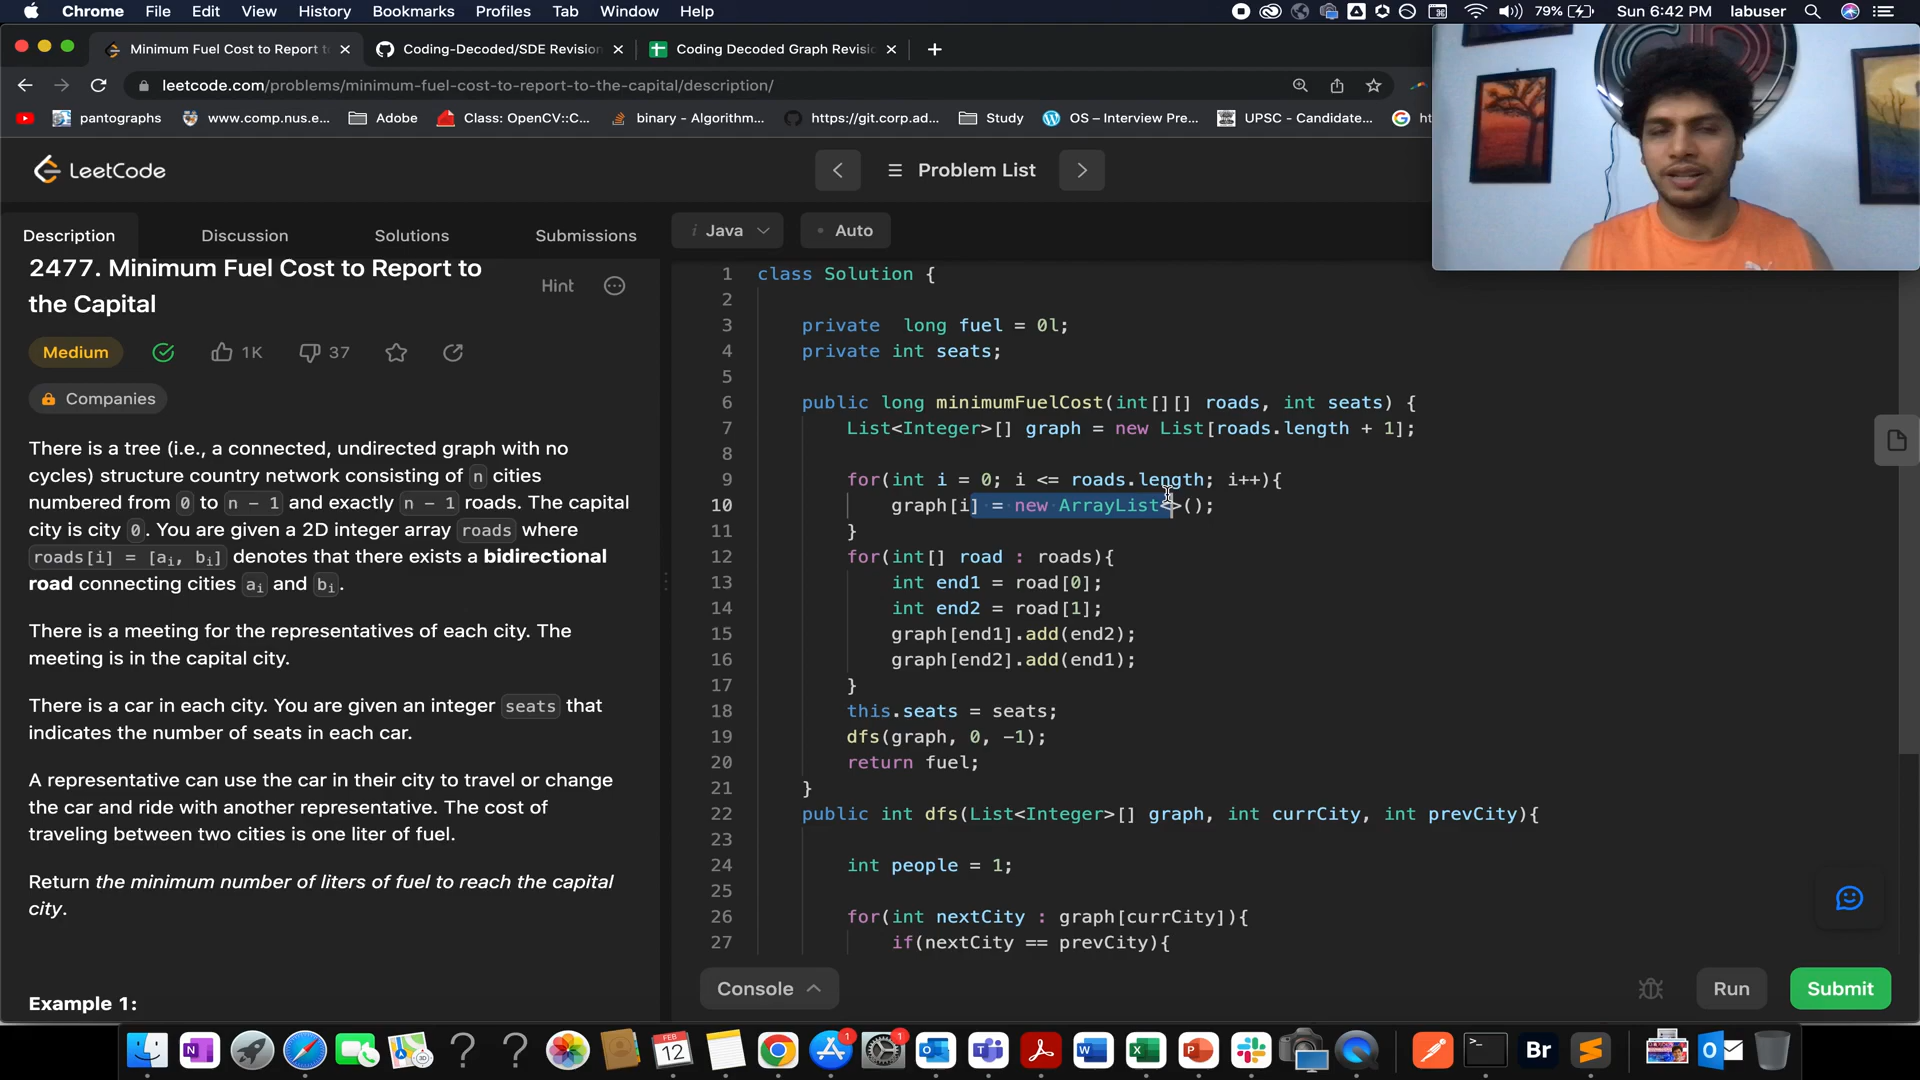 Chrome File Edit View History Bookmarks Profiles Tab Window Help 79% Sun 6:42 PM labuser
Minimum Fuel Cost to Report to Coding-Decoded/SDE Revision Coding Decoded Graph Revisi
leetcode.com/problems/minimum-fuel-cost-to-report-to-the-capital/description/
pantographs www.comp.nus.e... Adobe Class: OpenCV::C... binary - Algorithm... https://git.corp.ad... Study OS – Interview Pre... UPSC - Candidate...
LeetCode Problem List
Description Discussion Solutions Submissions
Java Auto
2477. Minimum Fuel Cost to Report to
the Capital
Hint
Medium 1K 37
Companies
There is a tree (i.e., a connected, undirected graph with no
cycles) structure country network consisting of n cities
numbered from 0 to n - 1 and exactly n - 1 roads. The capital
city is city 0. You are given a 2D integer array roads where
roads[i] = [ai, bi] denotes that there exists a bidirectional
road connecting cities ai and bi.
There is a meeting for the representatives of each city. The
meeting is in the capital city.
There is a car in each city. You are given an integer seats that
indicates the number of seats in each car.
A representative can use the car in their city to travel or change
the car and ride with another representative. The cost of
traveling between two cities is one liter of fuel.
Return the minimum number of liters of fuel to reach the capital
city.
Example 1:
1 class Solution {
2
3 private  long fuel = 0l;
4 private int seats;
5
6 public long minimumFuelCost(int[][] roads, int seats) {
7 List<Integer>[] graph = new List[roads.length + 1];
8
9 for(int i = 0; i <= roads.length; i++){
10 graph[i] = new ArrayList<>();
11 }
12 for(int[] road : roads){
13 int end1 = road[0];
14 int end2 = road[1];
15 graph[end1].add(end2);
16 graph[end2].add(end1);
17 }
18 this.seats = seats;
19 dfs(graph, 0, -1);
20 return fuel;
21 }
22 public int dfs(List<Integer>[] graph, int currCity, int prevCity){
23
24 int people = 1;
25
26 for(int nextCity : graph[currCity]){
27 if(nextCity == prevCity){
Console Run Submit
FEB
12
Br